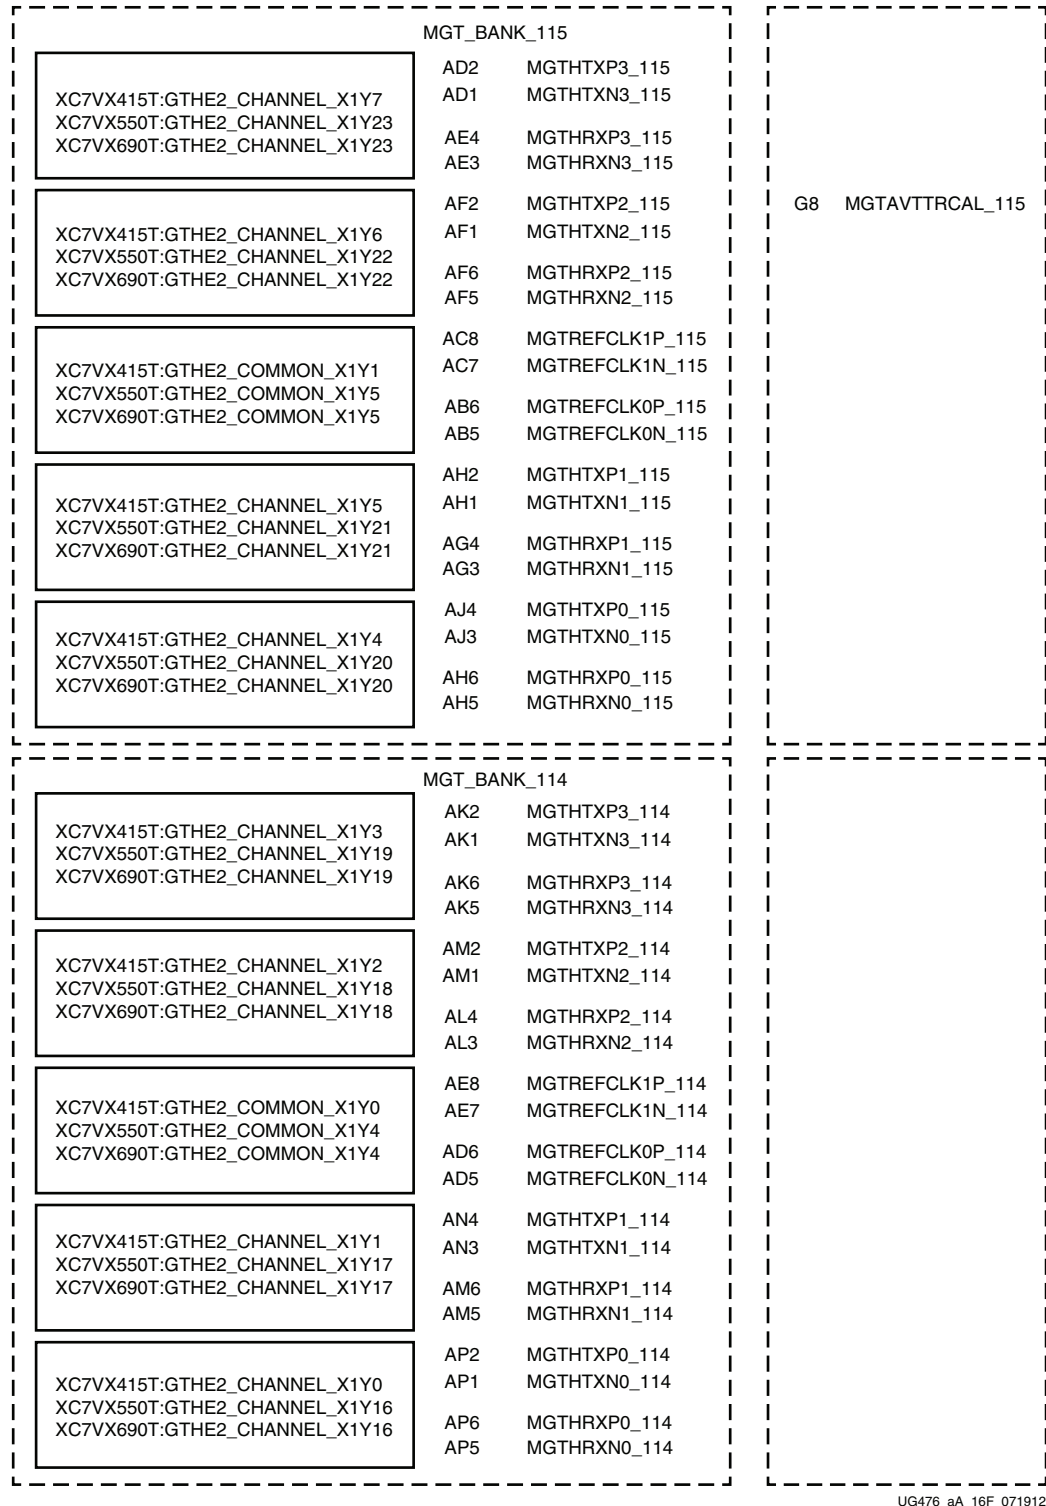 MGT_BANK_115
XC7VX415T:GTHE2_CHANNEL_X1Y7
XC7VX550T:GTHE2_CHANNEL_X1Y23
XC7VX690T:GTHE2_CHANNEL_X1Y23
AD2 MGTHTXP3_115
AD1 MGTHTXN3_115
AE4 MGTHRXP3_115
AE3 MGTHRXN3_115
XC7VX415T:GTHE2_CHANNEL_X1Y6
XC7VX550T:GTHE2_CHANNEL_X1Y22
XC7VX690T:GTHE2_CHANNEL_X1Y22
AF2 MGTHTXP2_115
AF1 MGTHTXN2_115
AF6 MGTHRXP2_115
AF5 MGTHRXN2_115
XC7VX415T:GTHE2_COMMON_X1Y1
XC7VX550T:GTHE2_COMMON_X1Y5
XC7VX690T:GTHE2_COMMON_X1Y5
AC8 MGTREFCLK1P_115
AC7 MGTREFCLK1N_115
AB6 MGTREFCLK0P_115
AB5 MGTREFCLK0N_115
XC7VX415T:GTHE2_CHANNEL_X1Y5
XC7VX550T:GTHE2_CHANNEL_X1Y21
XC7VX690T:GTHE2_CHANNEL_X1Y21
AH2 MGTHTXP1_115
AH1 MGTHTXN1_115
AG4 MGTHRXP1_115
AG3 MGTHRXN1_115
XC7VX415T:GTHE2_CHANNEL_X1Y4
XC7VX550T:GTHE2_CHANNEL_X1Y20
XC7VX690T:GTHE2_CHANNEL_X1Y20
AJ4 MGTHTXP0_115
AJ3 MGTHTXN0_115
AH6 MGTHRXP0_115
AH5 MGTHRXN0_115
G8 MGTAVTTRCAL_115
MGT_BANK_114
XC7VX415T:GTHE2_CHANNEL_X1Y3
XC7VX550T:GTHE2_CHANNEL_X1Y19
XC7VX690T:GTHE2_CHANNEL_X1Y19
AK2 MGTHTXP3_114
AK1 MGTHTXN3_114
AK6 MGTHRXP3_114
AK5 MGTHRXN3_114
XC7VX415T:GTHE2_CHANNEL_X1Y2
XC7VX550T:GTHE2_CHANNEL_X1Y18
XC7VX690T:GTHE2_CHANNEL_X1Y18
AM2 MGTHTXP2_114
AM1 MGTHTXN2_114
AL4 MGTHRXP2_114
AL3 MGTHRXN2_114
XC7VX415T:GTHE2_COMMON_X1Y0
XC7VX550T:GTHE2_COMMON_X1Y4
XC7VX690T:GTHE2_COMMON_X1Y4
AE8 MGTREFCLK1P_114
AE7 MGTREFCLK1N_114
AD6 MGTREFCLK0P_114
AD5 MGTREFCLK0N_114
XC7VX415T:GTHE2_CHANNEL_X1Y1
XC7VX550T:GTHE2_CHANNEL_X1Y17
XC7VX690T:GTHE2_CHANNEL_X1Y17
AN4 MGTHTXP1_114
AN3 MGTHTXN1_114
AM6 MGTHRXP1_114
AM5 MGTHRXN1_114
XC7VX415T:GTHE2_CHANNEL_X1Y0
XC7VX550T:GTHE2_CHANNEL_X1Y16
XC7VX690T:GTHE2_CHANNEL_X1Y16
AP2 MGTHTXP0_114
AP1 MGTHTXN0_114
AP6 MGTHRXP0_114
AP5 MGTHRXN0_114
UG476_aA_16F_071912